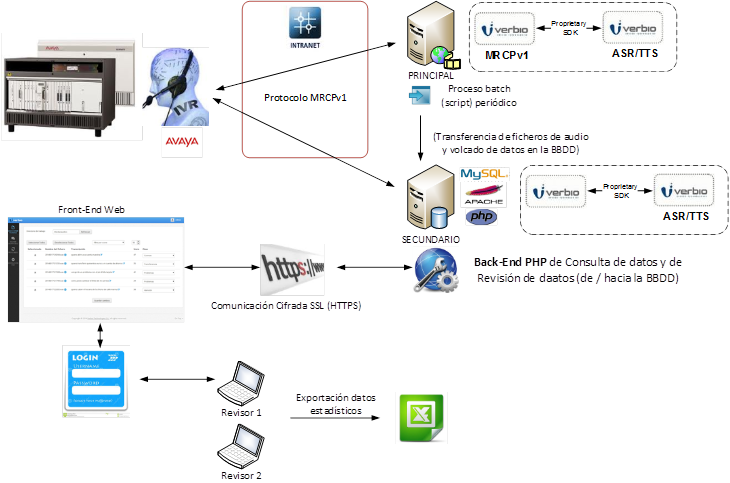 AVAYA
IVR
AVAYA
INTRANET
Protocolo MRCPv1
PRINCIPAL
verbio
MRCPv1
Proprietary
SDK
verbio
ASR/TTS
Proceso batch
(script) periódico
(Transferencia de ficheros de audio
y volcado de datos en la BBDD)
MySQL
APACHE
php
SECUNDARIO
verbio
Proprietary
SDK
verbio
ASR/TTS
Front-End Web
https://www
Comunicación Cifrada SSL (HTTPS)
Back-End PHP de Consulta de datos y de
Revisión de daatos (de / hacia la BBDD)
LOGIN
USERNAME
PASSWORD
Revisor 1
Exportación datos
estadísticos
Revisor 2